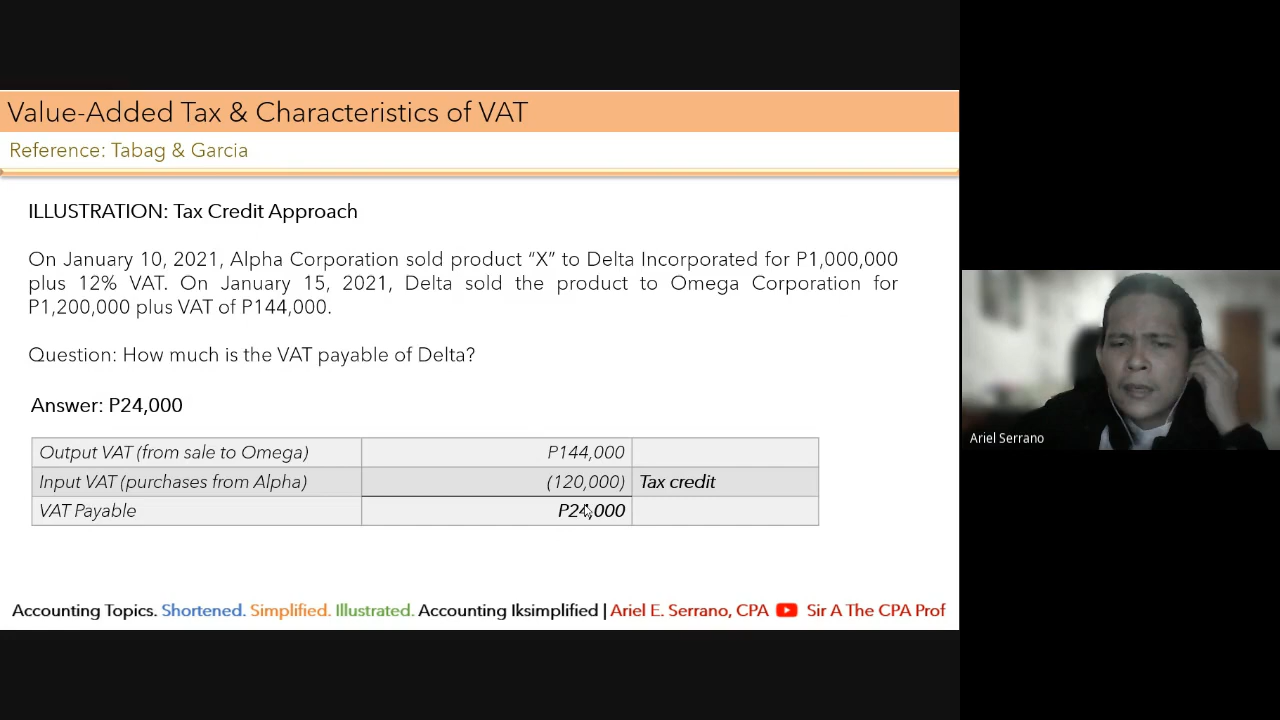 Value-Added Tax & Characteristics of VAT
Reference: Tabag & Garcia
ILLUSTRATION: Tax Credit Approach
On January 10, 2021, Alpha Corporation sold product “X” to Delta Incorporated for P1,000,000
plus 12% VAT. On January 15, 2021, Delta sold the product to Omega Corporation for
P1,200,000 plus VAT of P144,000.
Question: How much is the VAT payable of Delta?
Answer: P24,000
Output VAT (from sale to Omega) P144,000
Input VAT (purchases from Alpha) (120,000) Tax credit
VAT Payable P24,000
Accounting Topics. Shortened. Simplified. Illustrated. Accounting Iksimplified | Ariel E. Serrano, CPA Sir A The CPA Prof
Ariel Serrano